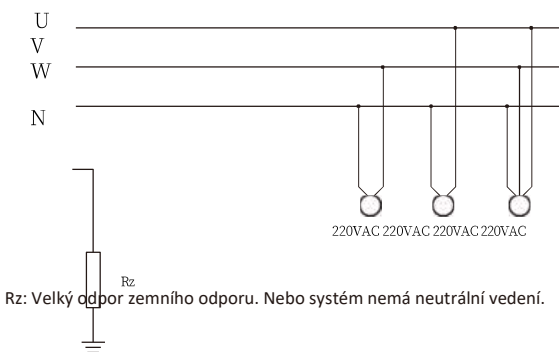 U
V
W
N
220VAC 220VAC 220VAC 220VAC
Rz
Rz: Velký odpor zemního odporu. Nebo systém nemá neutrální vedení.